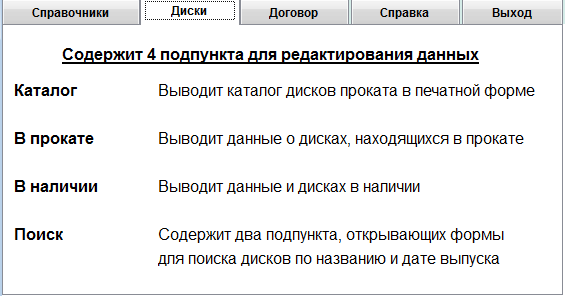 Справочники Диски Договор Справка Выход
Содержит 4 подпункта для редактирования данных
Каталог Выводит каталог дисков проката в печатной форме
В прокате Выводит данные о дисках, находящихся в прокате
В наличии Выводит данные и дисках в наличии
Поиск Содержит два подпункта, открывающих формы
для поиска дисков по названию и дате выпуска